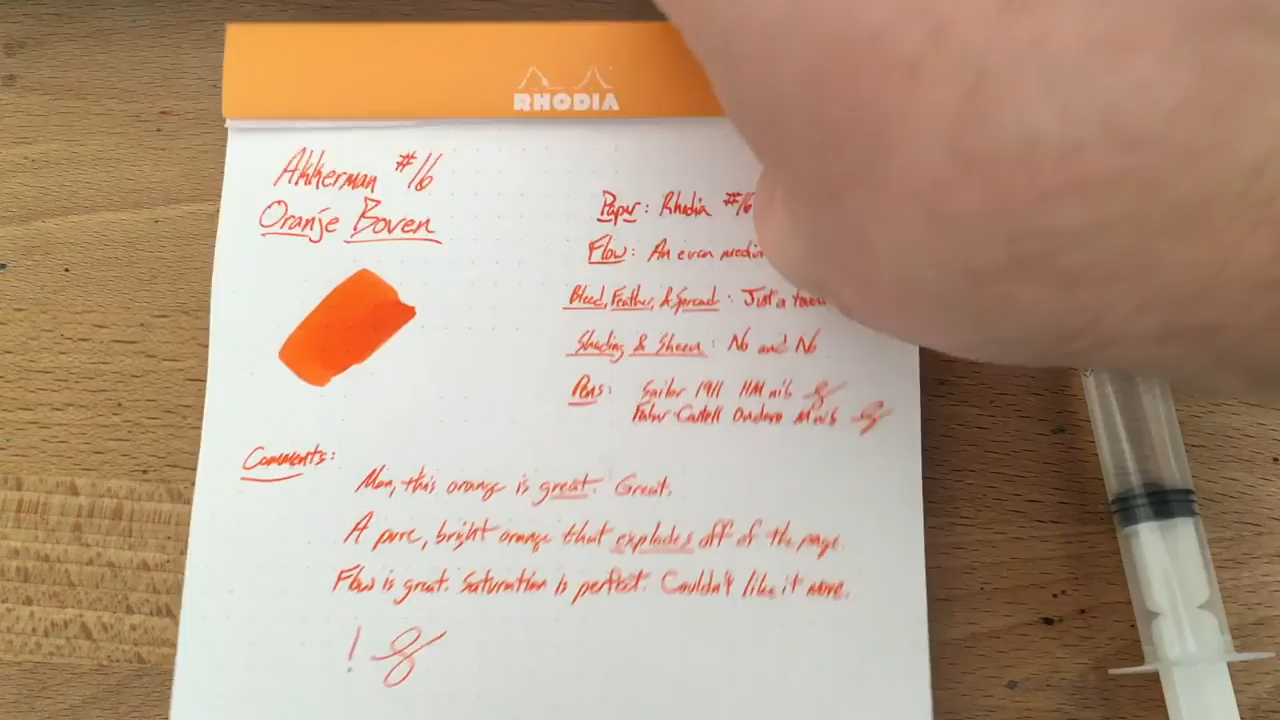 RHODIA
Akkerman #16
Oranje Boven
Paper: Rhodia #16
Flow: An even medium
Bleed, Feather, & Spread: Just a
Shading & Sheen: No and No
Pens: Sailor 1911 HM nib
Faber Castell Ondoro M nib
Comments:
Man, this orange is great. Great.
A pure, bright orange that explodes off of the page.
Flow is great. Saturation is perfect. Couldn't like it more.
!